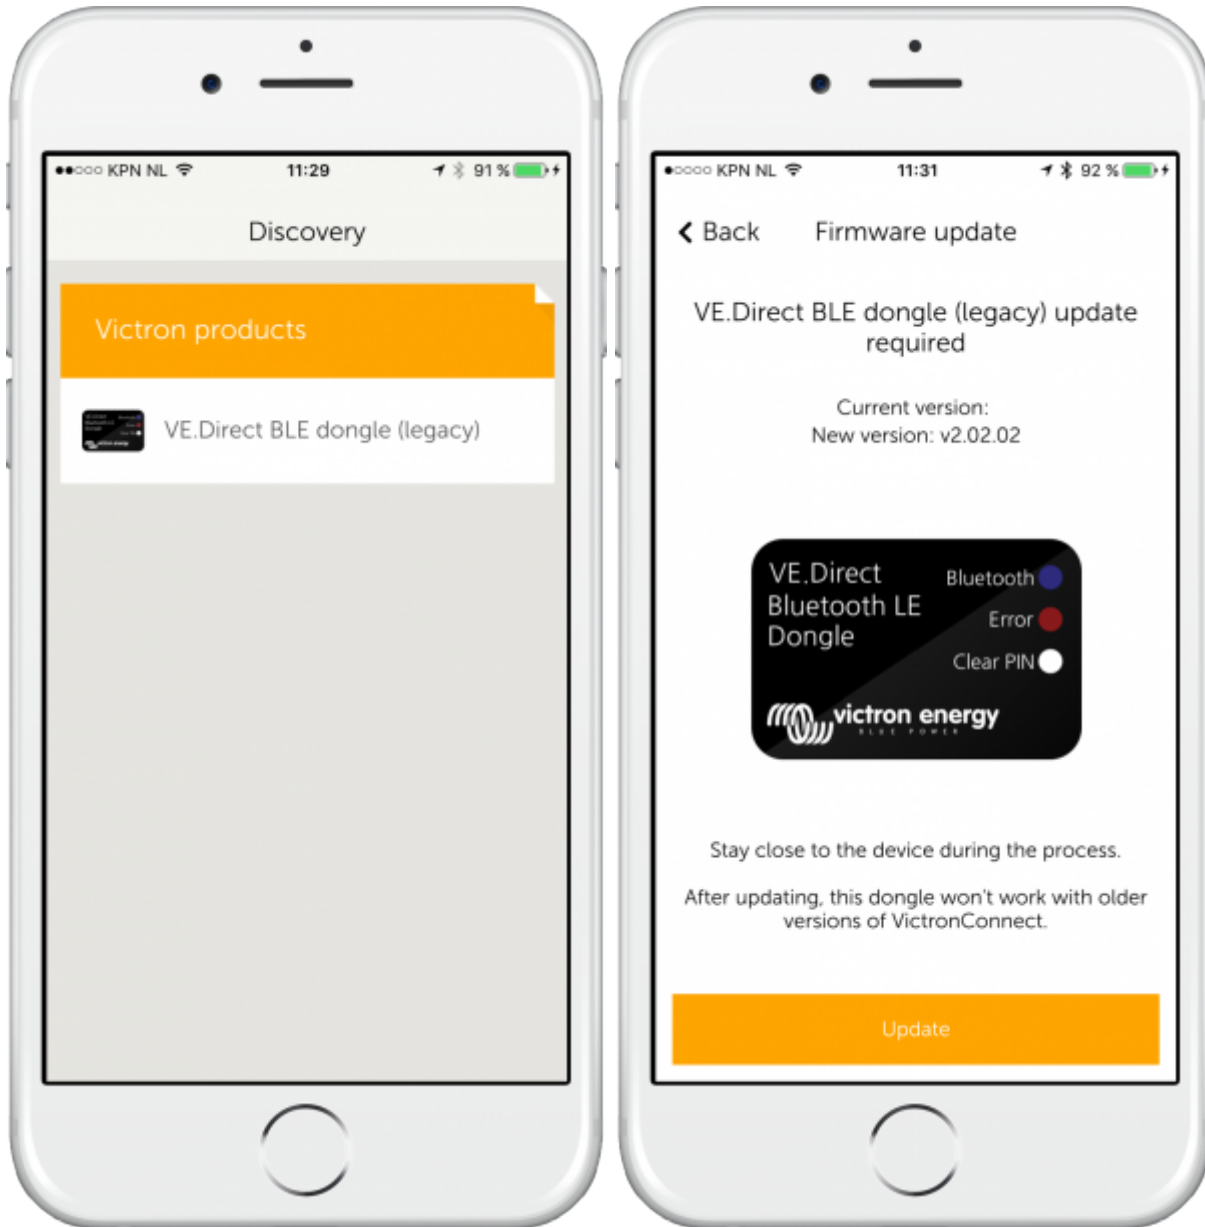 KPN NL 11:29 91 %
Discovery
Victron products
VE.Direct BLE dongle (legacy)
KPN NL 11:31 92 %
Back Firmware update
VE.Direct BLE dongle (legacy) update
required
Current version:
New version: v2.02.02
VE.Direct
Bluetooth LE
Dongle
Bluetooth
Error
Clear PIN
victron energy
BLUE POWER
Stay close to the device during the process.
After updating, this dongle won't work with older
versions of VictronConnect.
Update